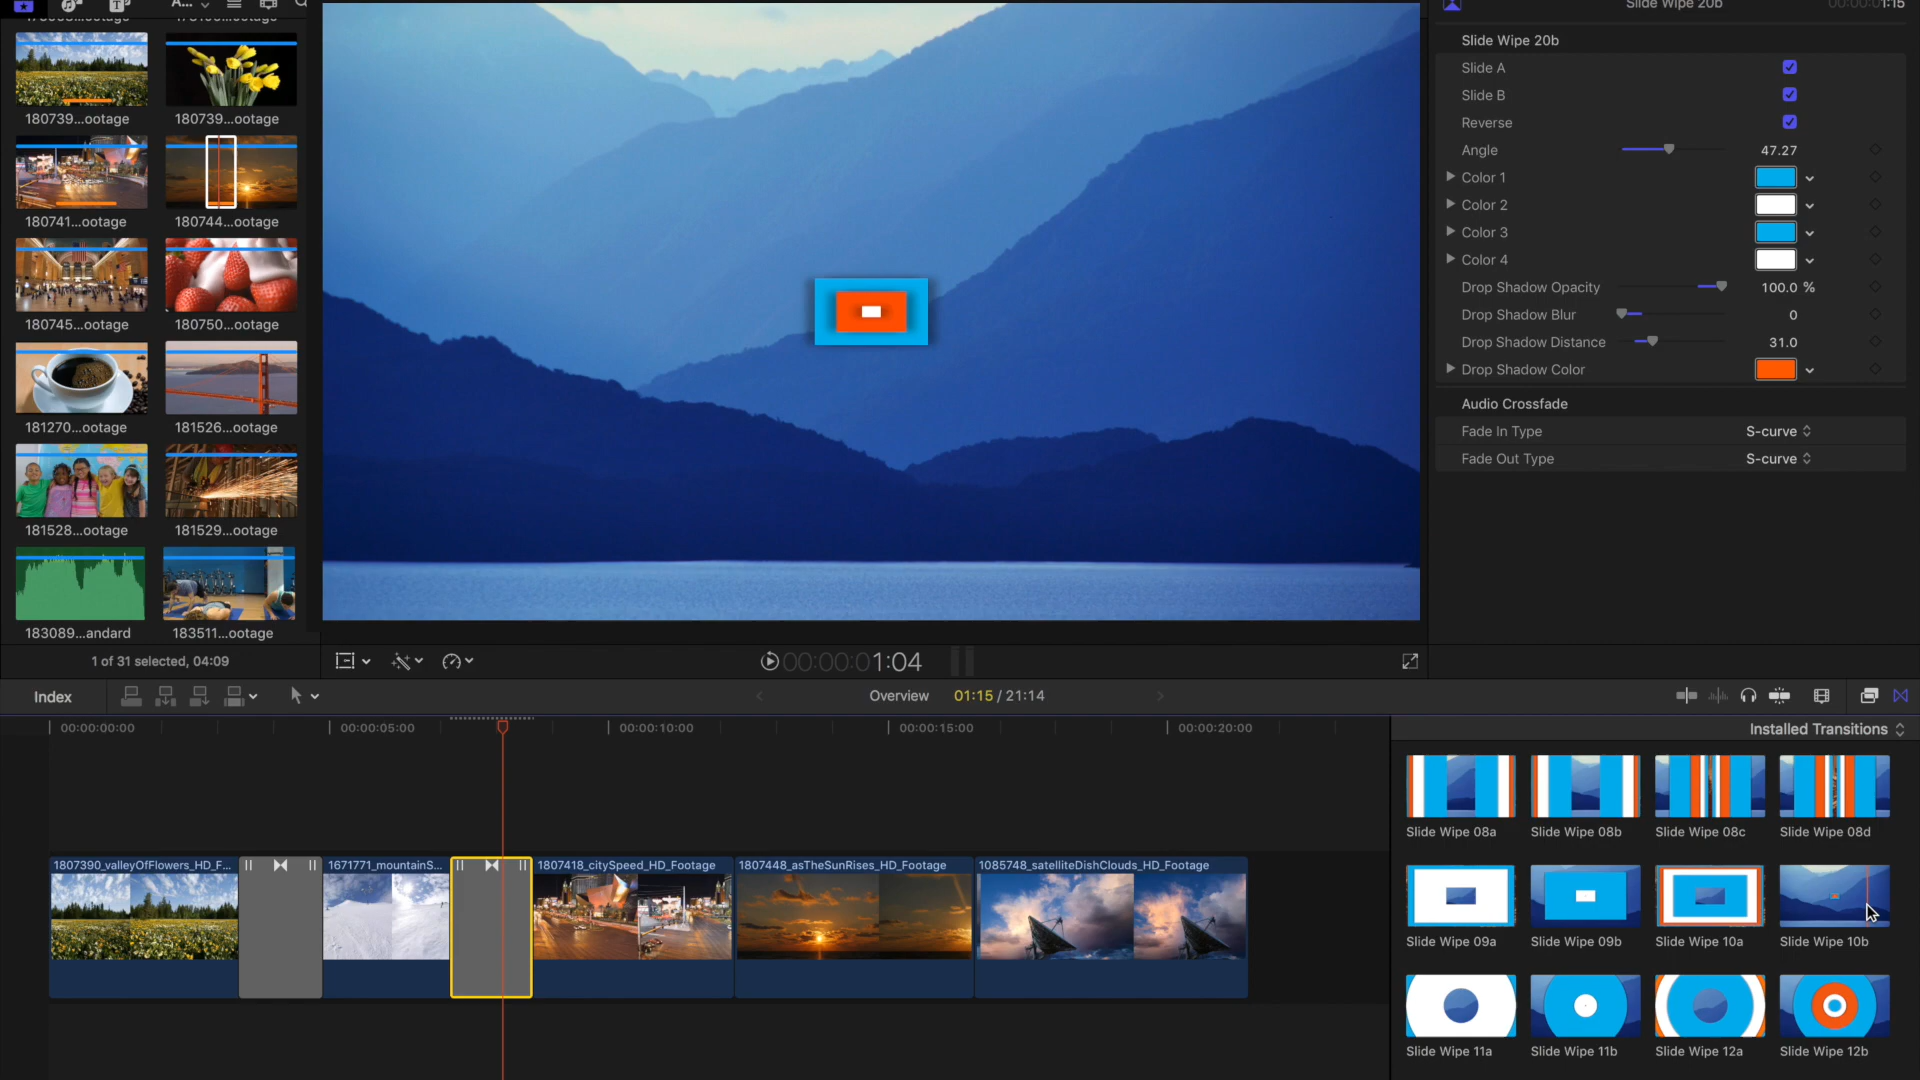 A...
Slide Wipe 20b
00:00:01:15
180739...ootage
180739...ootage
180741...ootage
180744...ootage
180745...ootage
180750...ootage
181270...ootage
181526...ootage
181528...ootage
181529...ootage
183089...andard
183511...ootage
1 of 31 selected, 04:09
Slide Wipe 20b
Slide A
Slide B
Reverse
Angle 47.27
Color 1
Color 2
Color 3
Color 4
Drop Shadow Opacity 100.0 %
Drop Shadow Blur 0
Drop Shadow Distance 31.0
Drop Shadow Color
Audio Crossfade
Fade In Type S-curve
Fade Out Type S-curve
00:00:01:04
Index
Overview 01:15 / 21:14
00:00:00:00 00:00:05:00 00:00:10:00 00:00:15:00 00:00:20:00
1807390_valleyOfFlowers_HD_F... 1671771_mountainS... 1807418_citySpeed_HD_Footage 1807448_asTheSunRises_HD_Footage 1085748_satelliteDishClouds_HD_Footage
Installed Transitions
Slide Wipe 08a Slide Wipe 08b Slide Wipe 08c Slide Wipe 08d
Slide Wipe 09a Slide Wipe 09b Slide Wipe 10a Slide Wipe 10b
Slide Wipe 11a Slide Wipe 11b Slide Wipe 12a Slide Wipe 12b